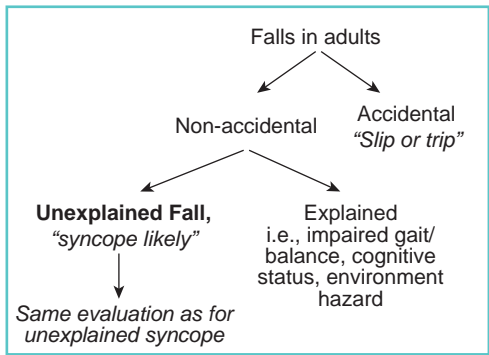 Falls in adults
Non-accidental
Accidental
“Slip or trip”
Unexplained Fall,
“syncope likely”
Explained
i.e., impaired gait/
balance, cognitive
status, environment
hazard
Same evaluation as for
unexplained syncope